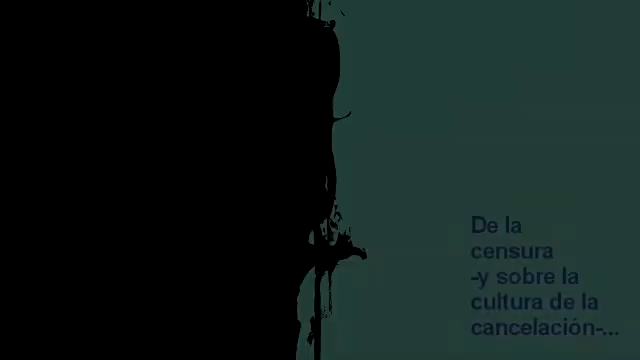 De la
censura
-y sobre la
cultura de la
cancelación-...